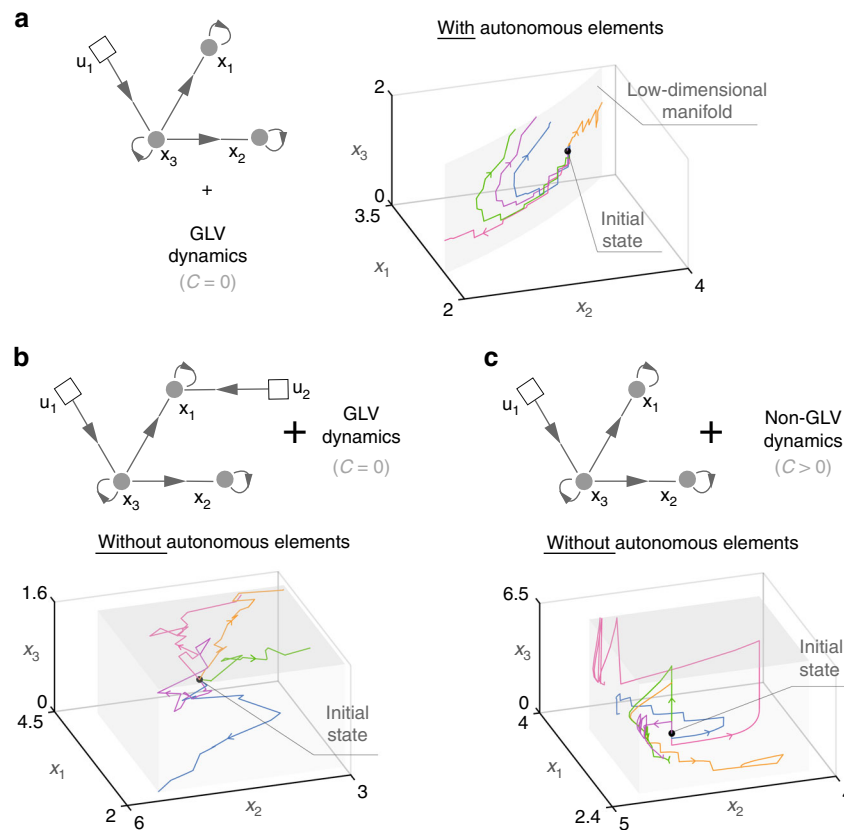 a
With autonomous elements
u1
x1
x3
x2
+
GLV
dynamics
(C = 0)
2
Low-dimensional
manifold
x3
0
3.5
Initial
state
x1
2
x2
4
b
u1
x1
u2
x3
x2
+
GLV
dynamics
(C = 0)
Without autonomous elements
1.6
x3
0
4.5
Initial
state
x1
2
6
x2
3
c
u1
x1
x3
x2
+
Non-GLV
dynamics
(C > 0)
Without autonomous elements
6.5
x3
0
4
Initial
state
x1
2.4
5
x2